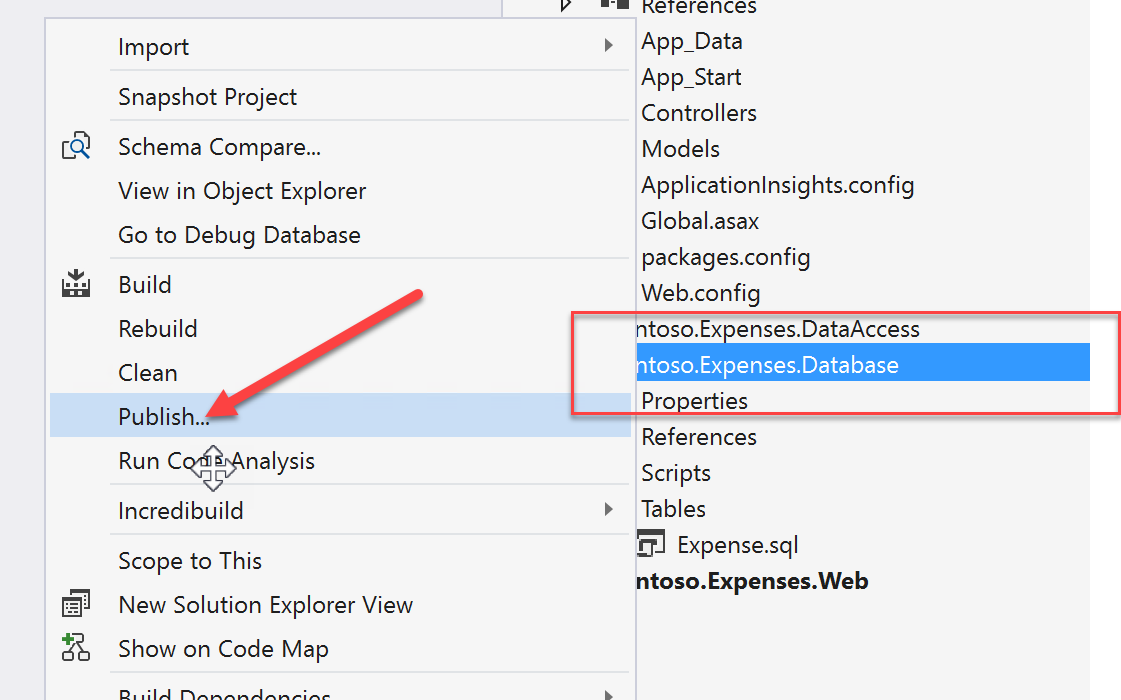 Import
Snapshot Project
Schema Compare...
View in Object Explorer
Go to Debug Database
Build
Rebuild
Clean
Publish...
Run Code Analysis
Incredibuild
Scope to This
New Solution Explorer View
Show on Code Map
Build Dependencies
References
App_Data
App_Start
Controllers
Models
ApplicationInsights.config
Global.asax
packages.config
Web.config
ntoso.Expenses.DataAccess
ntoso.Expenses.Database
Properties
References
Scripts
Tables
Expense.sql
ntoso.Expenses.Web